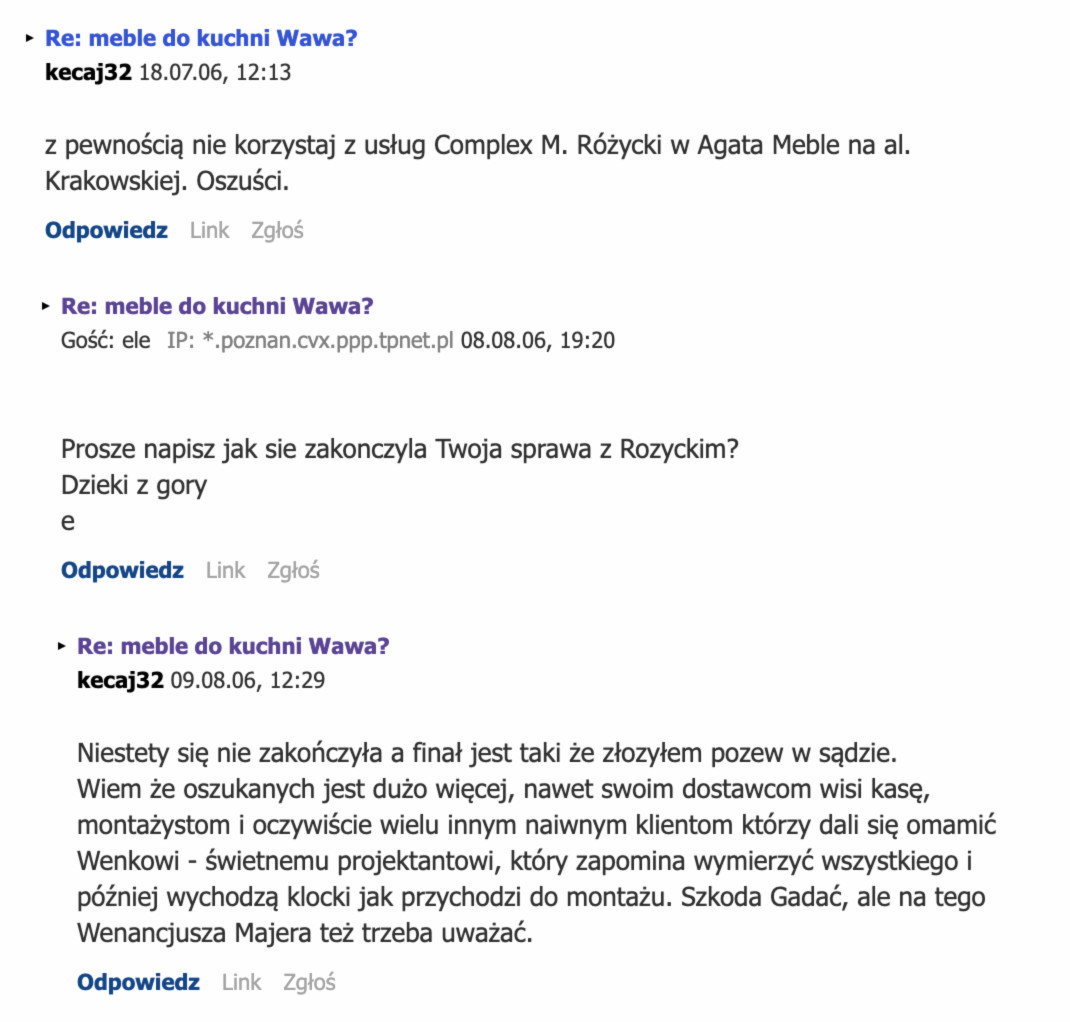 Re: meble do kuchni Wawa?
kecaj32 18.07.06, 12:13
z pewnością nie korzystaj z usług Complex M. Różycki w Agata Meble na al.
Krakowskiej. Oszuści.
Odpowiedz Link Zgłoś
Re: meble do kuchni Wawa?
Gość: ele IP: *.poznan.cvx.ppp.tpnet.pl 08.08.06, 19:20
Prosze napisz jak sie zakonczyla Twoja sprawa z Rozyckim?
Dzieki z gory
e
Odpowiedz Link Zgłoś
Re: meble do kuchni Wawa?
kecaj32 09.08.06, 12:29
Niestety się nie zakończyła a finał jest taki że złozyłem pozew w sądzie.
Wiem że oszukanych jest dużo więcej, nawet swoim dostawcom wisi kasę,
montażystom i oczywiście wielu innym naiwnym klientom którzy dali się omamić
Wenkowi - świetnemu projektantowi, który zapomina wymierzyć wszystkiego i
później wychodzą klocki jak przychodzi do montażu. Szkoda Gadać, ale na tego
Wenancjusza Majera też trzeba uważać.
Odpowiedz Link Zgłoś